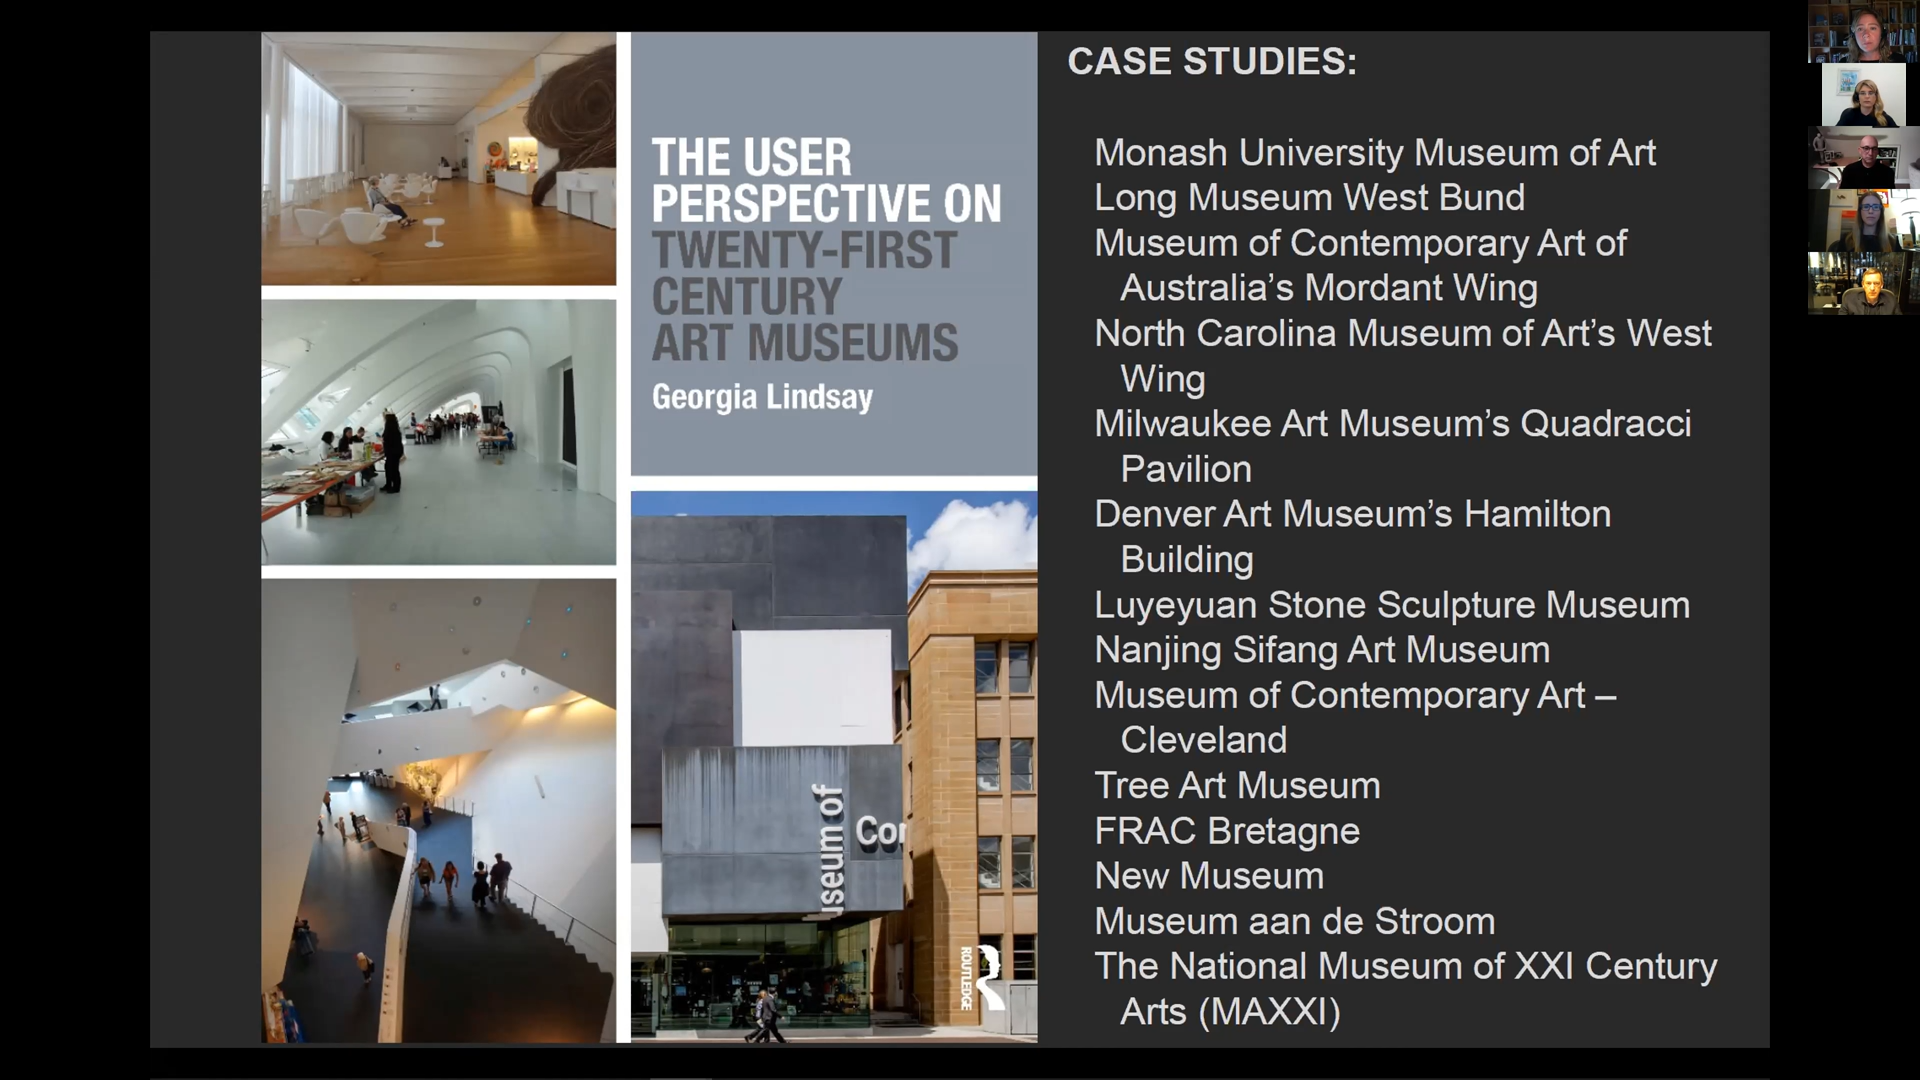 THE USER
PERSPECTIVE ON
TWENTY-FIRST
CENTURY
ART MUSEUMS
Georgia Lindsay
useum of
Con
ROUTLEDGE
CASE STUDIES:
Monash University Museum of Art
Long Museum West Bund
Museum of Contemporary Art of
Australia’s Mordant Wing
North Carolina Museum of Art’s West
Wing
Milwaukee Art Museum’s Quadracci
Pavilion
Denver Art Museum’s Hamilton
Building
Luyeyuan Stone Sculpture Museum
Nanjing Sifang Art Museum
Museum of Contemporary Art –
Cleveland
Tree Art Museum
FRAC Bretagne
New Museum
Museum aan de Stroom
The National Museum of XXI Century
Arts (MAXXI)